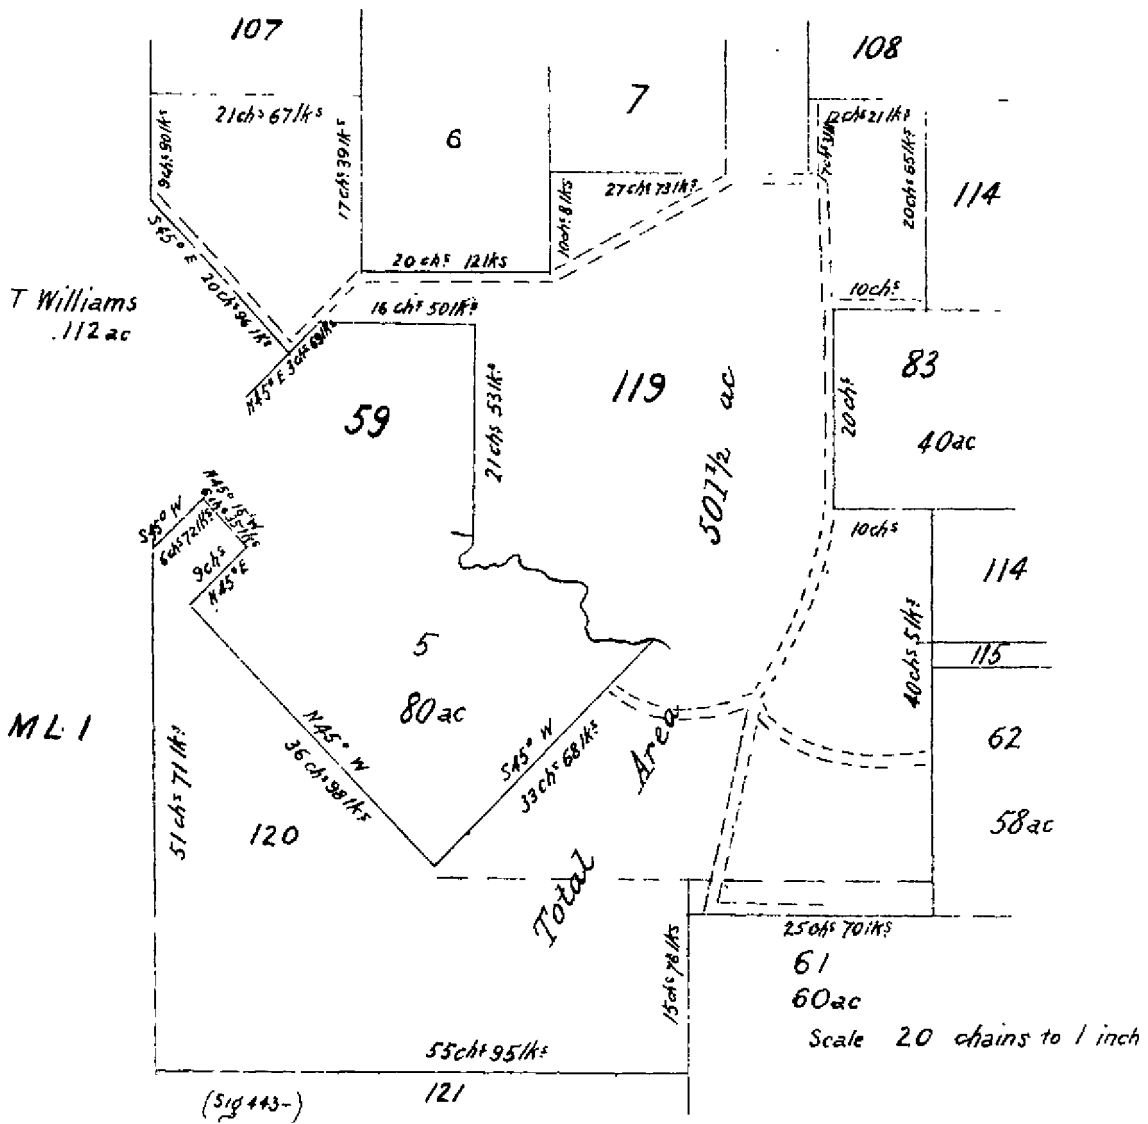 107
108
21chs 67lks
6
7
12chs 21lks
9chs 90lks
17chs 39lks
27chs 73lks
10chs 8lks
20chs 65lks
114
S45° E 20chs 96lks
20chs 12lks
10chs
T Williams
.112ac
16chs 50lks
N45° E 3chs 69lks
59
21chs 53lks
119
20chs
83
40ac
501½ ac
S45° W
6chs 72lks
9chs
N45° E
10chs
114
115
5
80ac
40chs 51lks
M L 1
N45° W
36chs 98lks
S45° W
33chs 68lks
Total Area
62
58ac
51chs 71lks
120
15chs 78lks
25chs 70lks
61
60ac
Scale 20 chains to 1 inch
55chs 95lks
121
(Sig 443-)